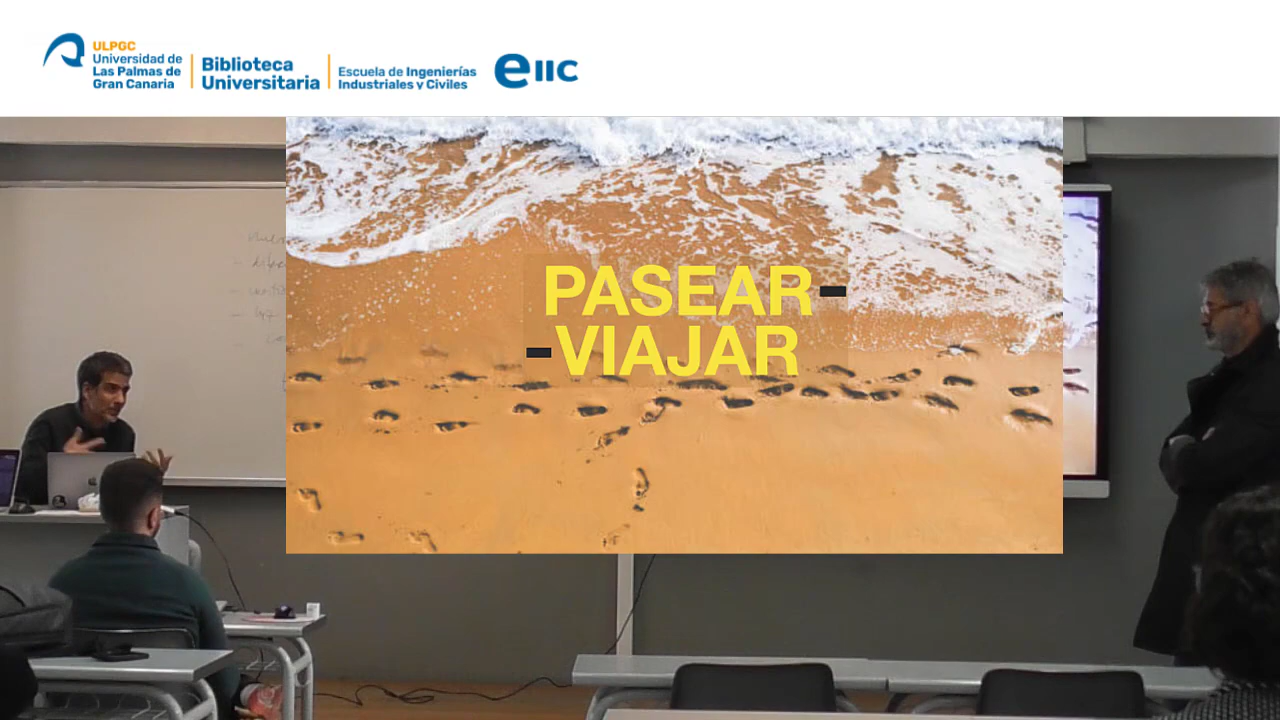 ULPGC
Universidad de
Las Palmas de
Gran Canaria
Biblioteca
Universitaria
Escuela de Ingenierías
Industriales y Civiles
eiic
PASEAR-
-VIAJAR